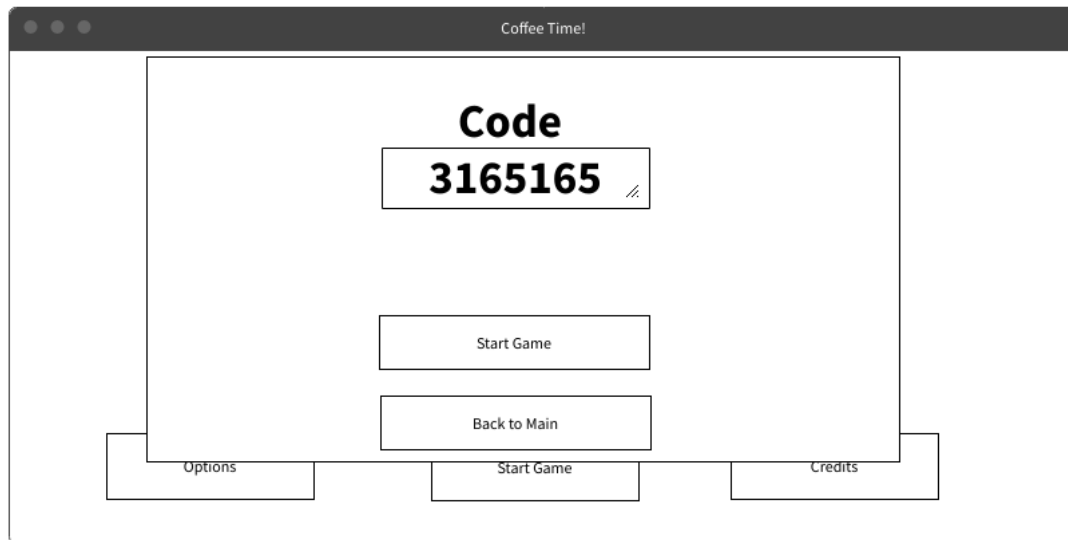 Coffee Time!
Code
3165165
Start Game
Back to Main
Options
Start Game
Credits